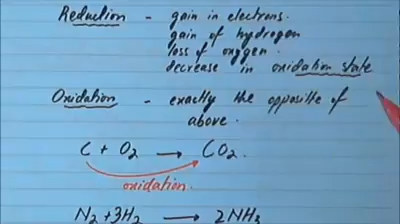 Reduction - gain in electrons.
gain of hydrogen
loss of oxygen.
decrease in oxidation state
Oxidation - exactly the oppositte of
above.
C + O₂ → CO₂.
oxidation.
N₂ + 3H₂ → 2NH₃